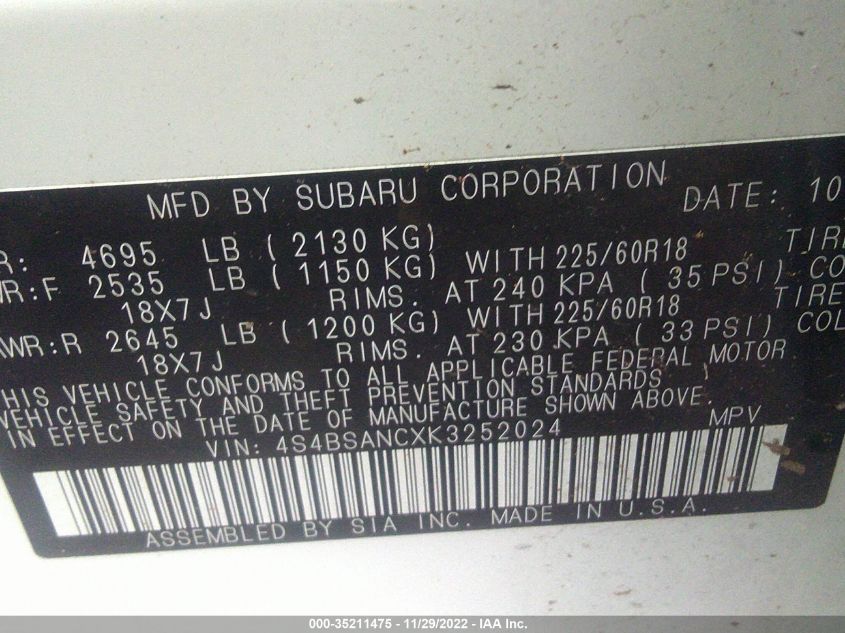 MFD BY SUBARU CORPORATION DATE: 10
R: 4695 LB ( 2130 KG)
WR:F 2535 LB ( 1150 KG) WITH 225/60R18 TIRE
18X7J RIMS. AT 240 KPA ( 35 PSI) CO
AWR:R 2645 LB ( 1200 KG) WITH 225/60R18 TIRE
18X7J RIMS. AT 230 KPA ( 33 PSI) COL
HIS VEHICLE CONFORMS TO ALL APPLICABLE FEDERAL MOTOR
VEHICLE SAFETY AND THEFT PREVENTION STANDARDS
IN EFFECT ON THE DATE OF MANUFACTURE SHOWN ABOVE.
VIN: 4S4BSANCXK3252024 MPV
ASSEMBLED BY SIA INC. MADE IN U.S.A.
000-35211475 - 11/29/2022 - IAA Inc.